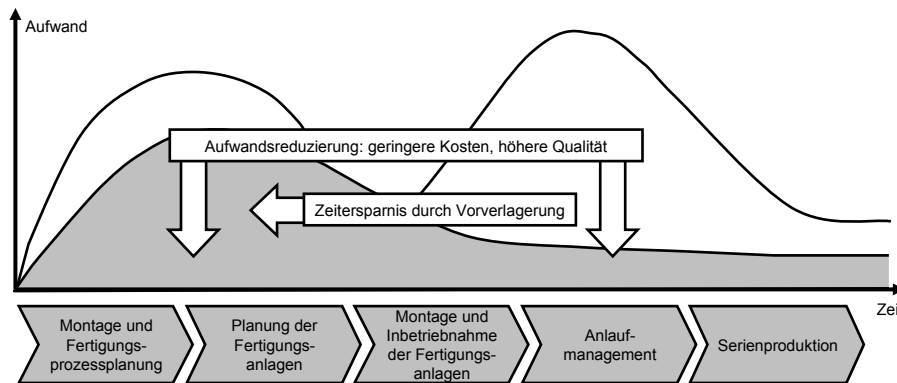 Aufwand
Aufwandsreduzierung: geringere Kosten, höhere Qualität
Zeitersparnis durch Vorverlagerung
Zei
Montage und
Fertigungs-
prozessplanung
Planung der
Fertigungs-
anlagen
Montage und
Inbetriebnahme
der Fertigungs-
anlagen
Anlauf-
management
Serienproduktion